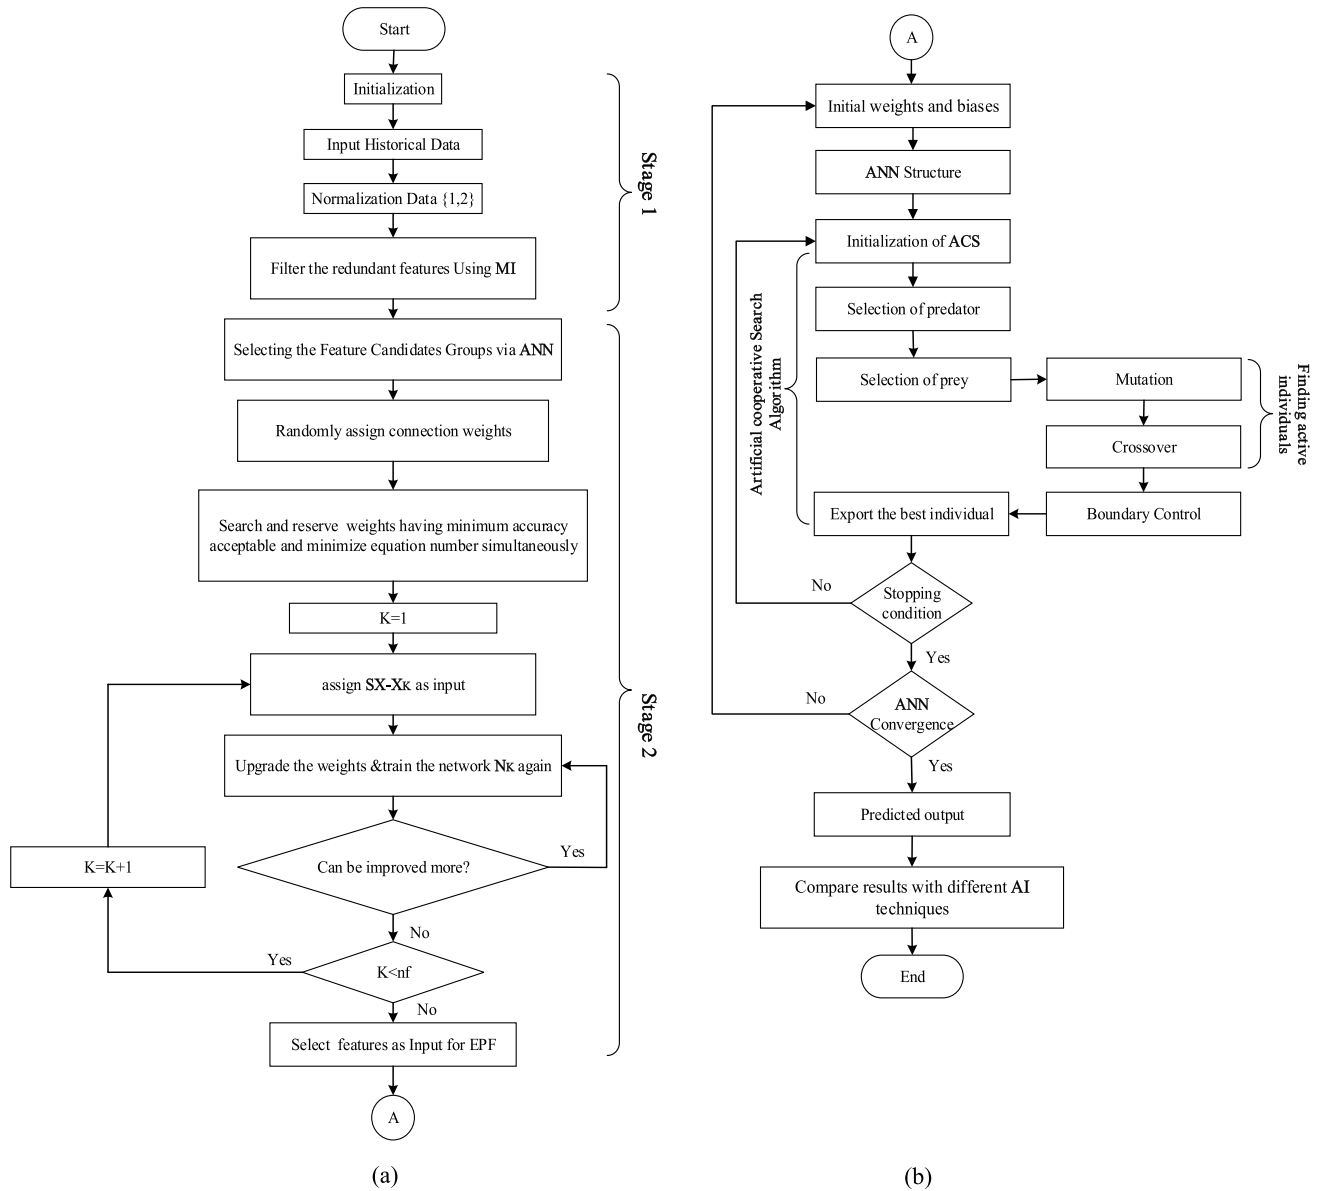 Start
Initialization
Input Historical Data
Normalization Data {1,2}
Filter the redundant features Using MI
Stage 1
Selecting the Feature Candidates Groups via ANN
Randomly assign connection weights
Search and reserve weights having minimum accuracy
acceptable and minimize equation number simultaneously
K=1
assign SX-XK as input
Upgrade the weights &train the network NK again
Can be improved more?
Yes
No
K=K+1
K<nf
Yes
No
Select features as Input for EPF
Stage 2
A
(a)
A
Initial weights and biases
ANN Structure
Initialization of ACS
Selection of predator
Selection of prey
Mutation
Crossover
Boundary Control
Finding active
individuals
Export the best individual
Artificial cooperative Search
Algorithm
Stopping
condition
No
Yes
ANN
Convergence
No
Yes
Predicted output
Compare results with different AI
techniques
End
(b)